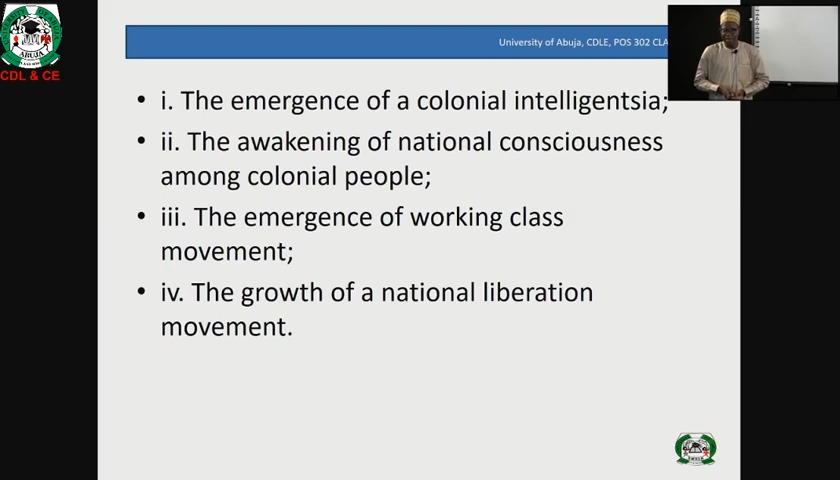 ABUJA
CDL & CE
University of Abuja, CDLE, POS 302 CLA
• i. The emergence of a colonial intelligentsia;
• ii. The awakening of national consciousness
among colonial people;
• iii. The emergence of working class
movement;
• iv. The growth of a national liberation
movement.